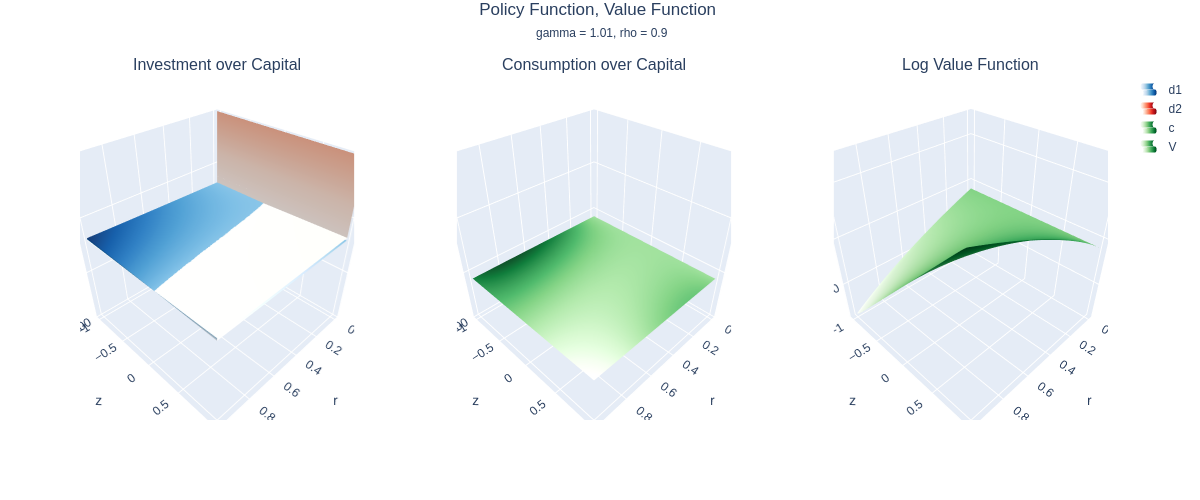 Policy Function, Value Function
gamma = 1.01, rho = 0.9
Investment over Capital
Consumption over Capital
Log Value Function
d1
d2
c
V
−0.5
0
0.5
z
0.2
0.4
0.6
0.8
r
−0.5
0
0.5
z
0.2
0.4
0.6
0.8
r
0
−1
−0.5
0
0.5
z
0.2
0.4
0.6
0.8
r